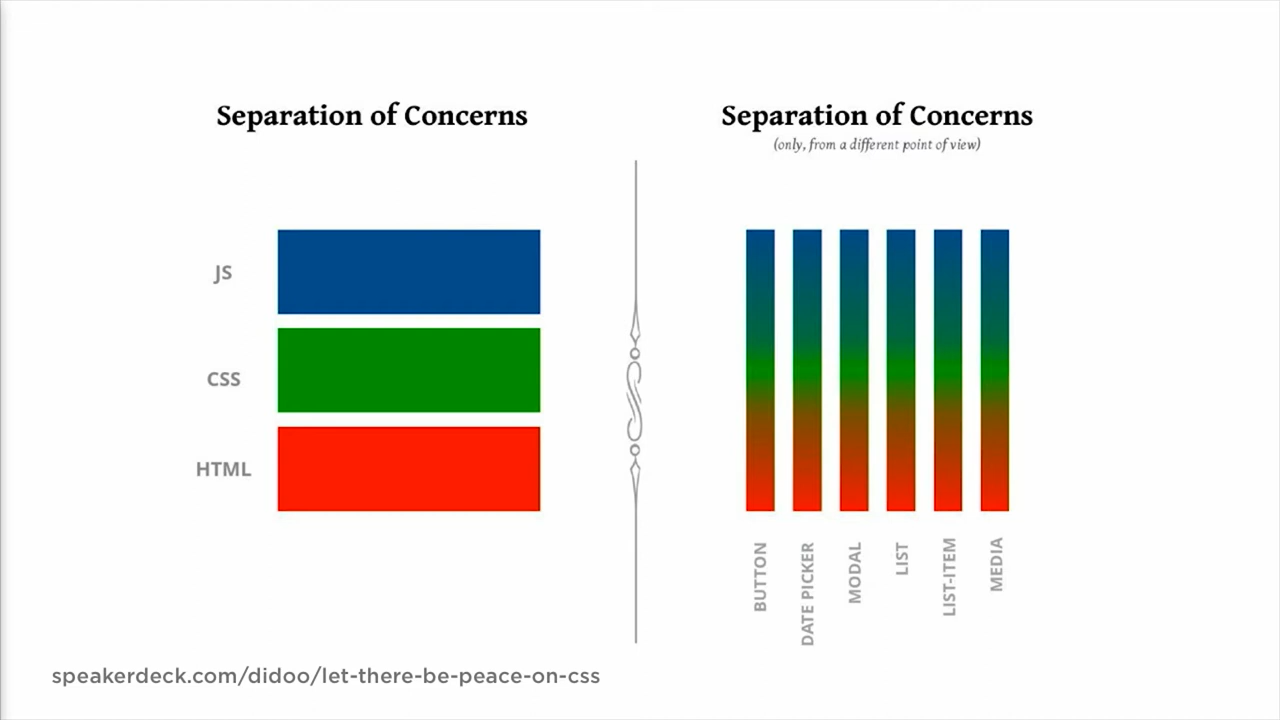 Separation of Concerns
JS
CSS
HTML
Separation of Concerns
(only, from a different point of view)
BUTTON
DATE PICKER
MODAL
LIST
LIST-ITEM
MEDIA
speakerdeck.com/didoo/let-there-be-peace-on-css